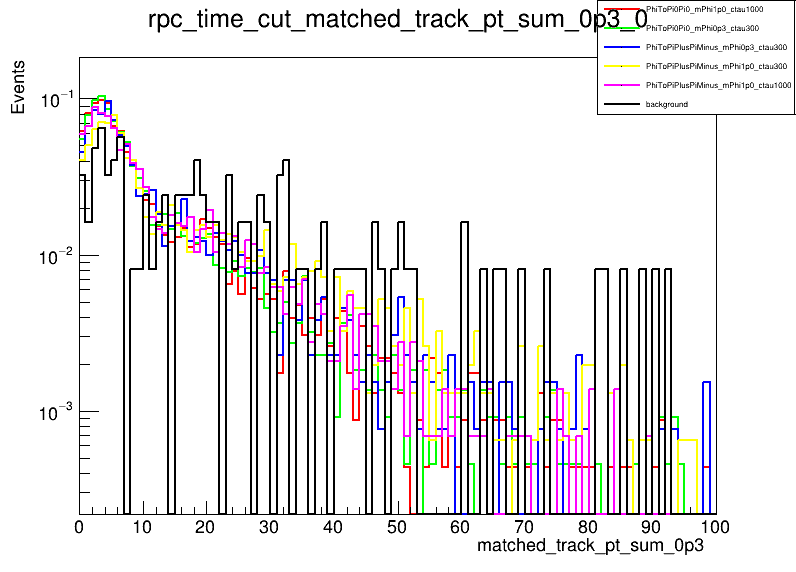 rpc_time_cut_matched_track_pt_sum_0p3_0
PhiToPi0Pi0_mPhi1p0_ctau1000
PhiToPi0Pi0_mPhi0p3_ctau300
PhiToPiPlusPiMinus_mPhi0p3_ctau300
PhiToPiPlusPiMinus_mPhi1p0_ctau300
PhiToPiPlusPiMinus_mPhi1p0_ctau1000
background
Events
10⁻¹
10⁻²
10⁻³
0 10 20 30 40 50 60 70 80 90 100
matched_track_pt_sum_0p3